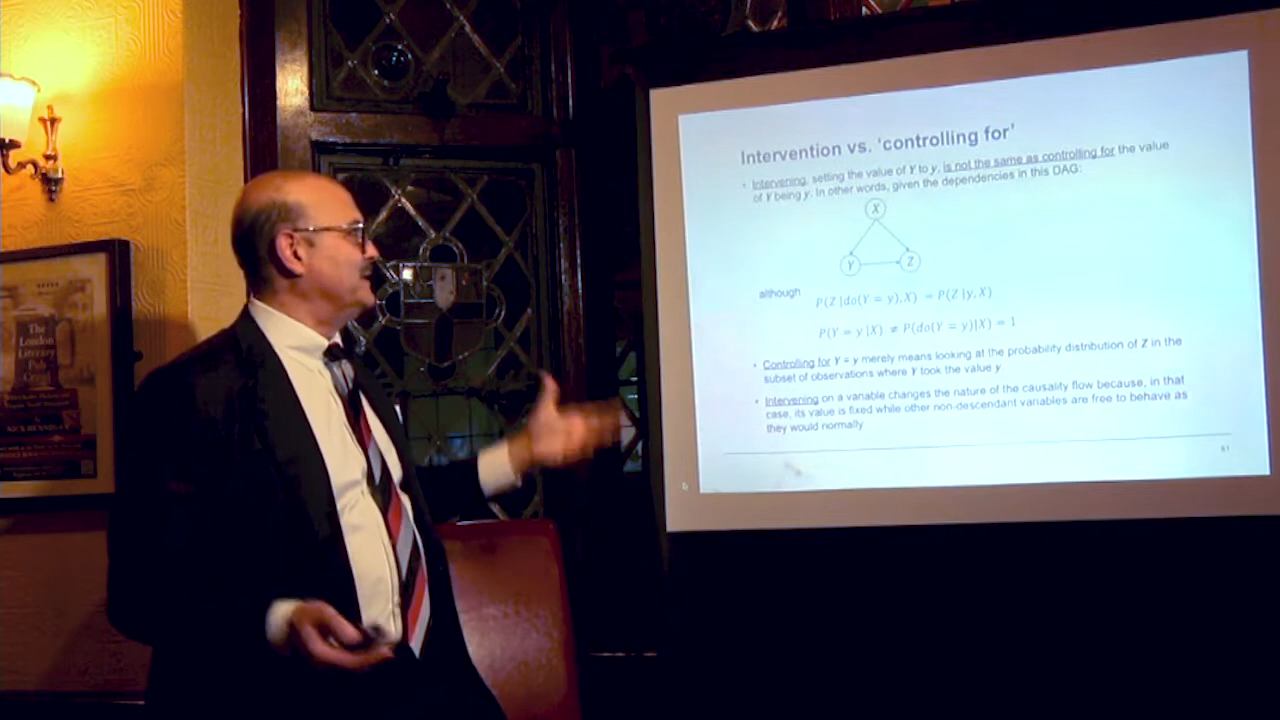 The
London
Literary
Pub
Crawl
Intervention vs. 'controlling for'
• Intervening, setting the value of Y to y, is not the same as controlling for the value
of Y being y. In other words, given the dependencies in this DAG:
X
Y Z
although
P(Z |do(Y = y), X) = P(Z |y, X)
P(Y = y |X) ≠ P(do(Y = y)|X) = 1
• Controlling for Y = y merely means looking at the probability distribution of Z in the
subset of observations where Y took the value y
• Intervening on a variable changes the nature of the causality flow because, in that
case, its value is fixed while other non-descendant variables are free to behave as
they would normally
61